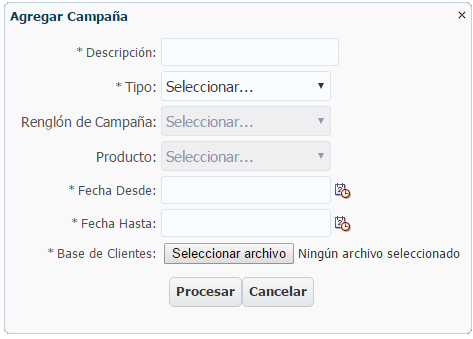 Agregar Campaña ×
* Descripción:
* Tipo: Seleccionar...
Renglón de Campaña: Seleccionar...
Producto: Seleccionar...
* Fecha Desde:
* Fecha Hasta:
* Base de Clientes: Seleccionar archivo Ningún archivo seleccionado
Procesar Cancelar